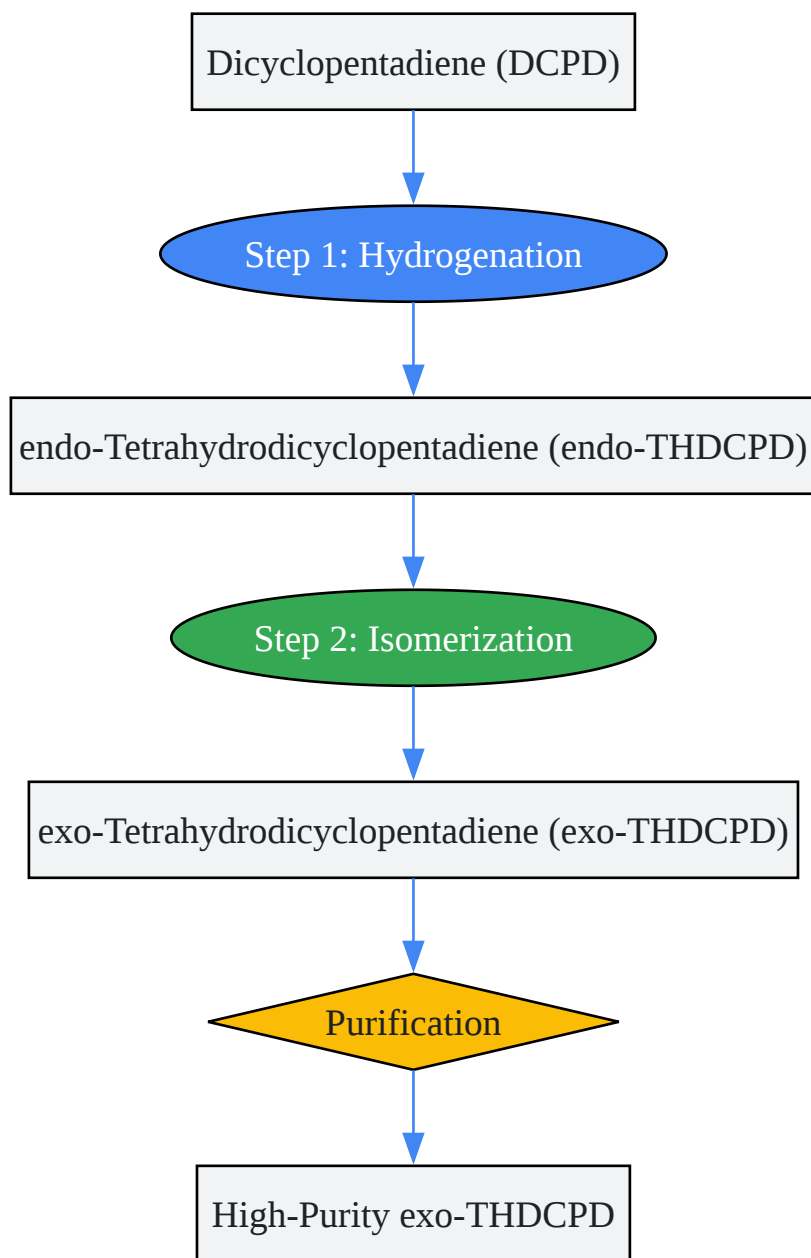 Dicyclopentadiene (DCPD)
Step 1: Hydrogenation
endo-Tetrahydrodicyclopentadiene (endo-THDCPD)
Step 2: Isomerization
exo-Tetrahydrodicyclopentadiene (exo-THDCPD)
Purification
High-Purity exo-THDCPD